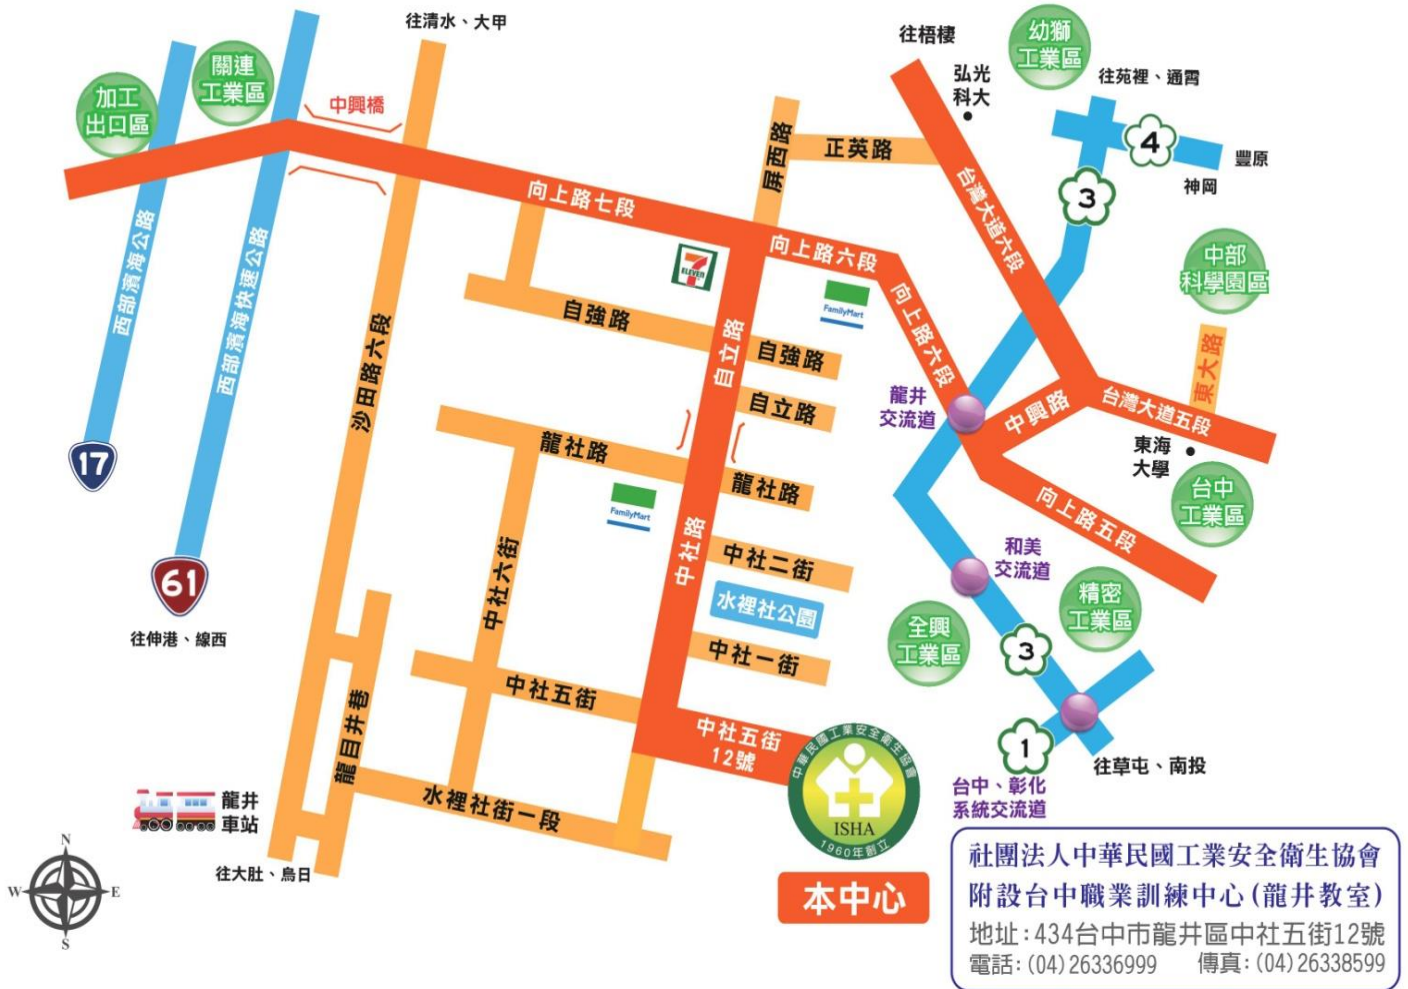 往清水、大甲
往梧棲
弘光
科大
幼獅
工業區
往苑裡、通霄
關連
工業區
加工
出口區
中興橋
屏西路
正英路
4
豐原
神岡
3
台灣大道六段
向上路七段
向上路六段
向上路六段
中部
科學園區
西部濱海公路
西部濱海快速公路
沙田路六段
7
ELEVEN
FamilyMart
自強路
自強路
自立路
自立路
東大路
龍井
交流道
中興路
台灣大道五段
東海
大學
台中
工業區
17
龍社路
龍社路
FamilyMart
向上路五段
中社路
中社六街
中社二街
和美
交流道
61
水裡社公園
精密
工業區
全興
工業區
往伸港、線西
中社一街
3
中社五街
龍目井巷
中社五街
12號
中華民國工業安全衛生協會
ISHA
1960年創立
1
往草屯、南投
台中、彰化
系統交流道
水裡社街一段
龍井
車站
往大肚、烏日
N
W
E
S
本中心
社團法人中華民國工業安全衛生協會
附設台中職業訓練中心(龍井教室)
地址:434台中市龍井區中社五街12號
電話:(04)26336999 傳真:(04)26338599